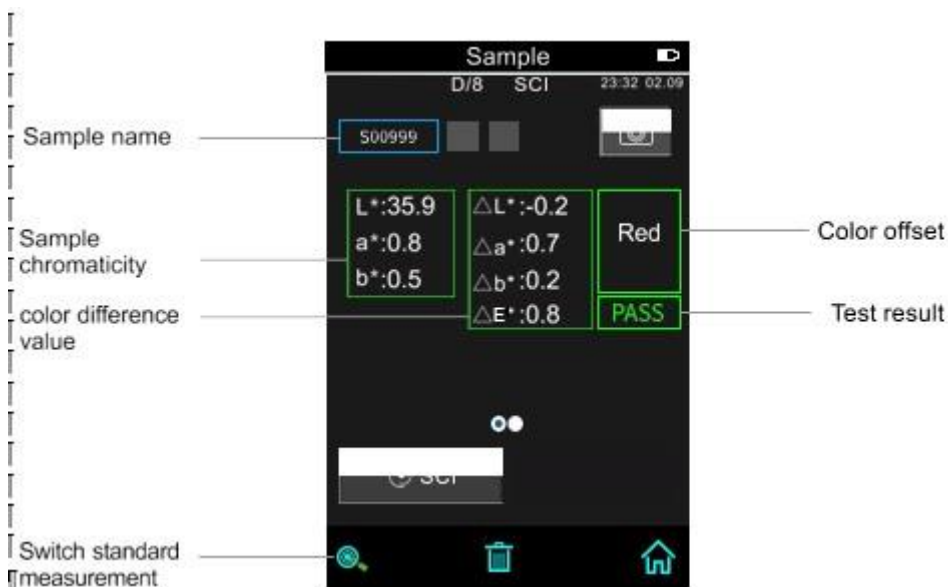 Sample
D/8 SCI 23:32 02.09
Sample name
S00999
L*:35.9
a*:0.8
b*:0.5
△L*:-0.2
△a*:0.7
△b*:0.2
△E*:0.8
Red
PASS
Sample
chromaticity
color difference
value
Color offset
Test result
SCI
Switch standard
measurement